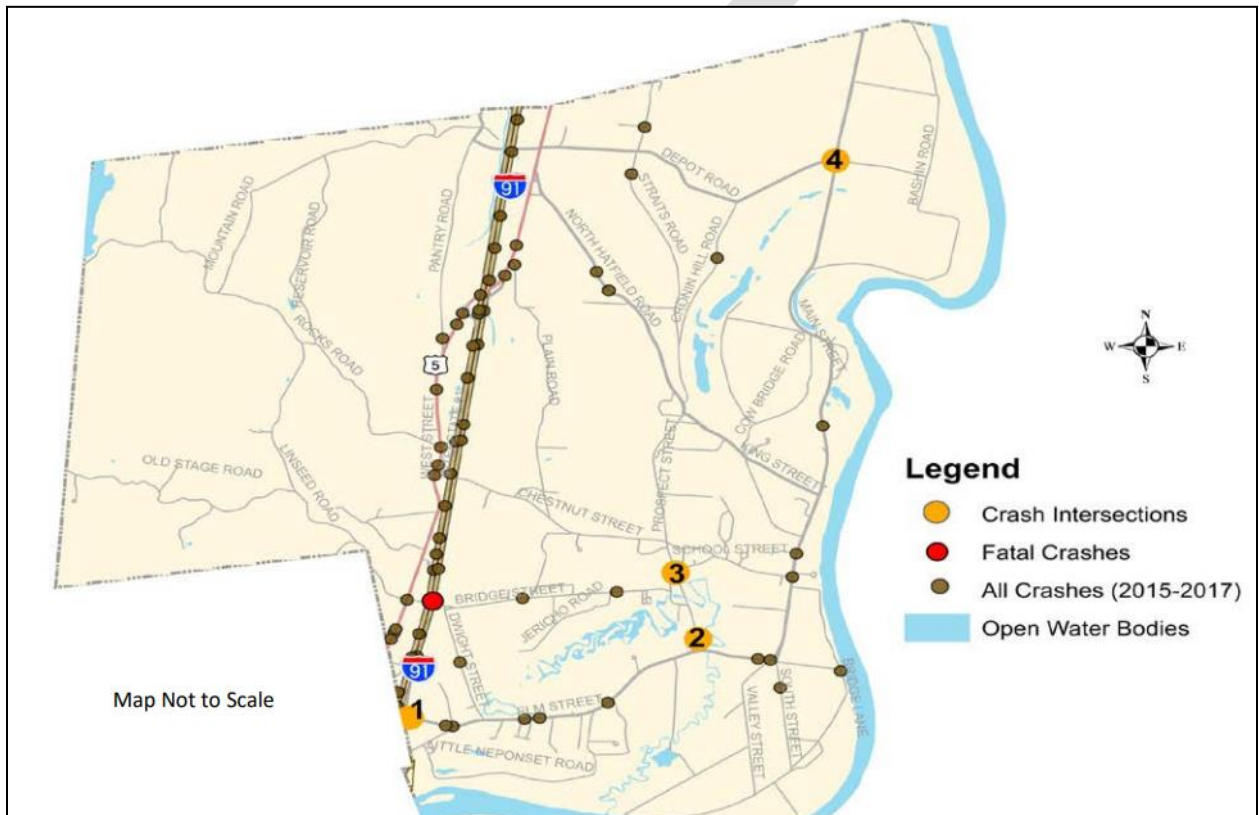 4
DEPOT ROAD
BASHIN ROAD
91
STRAITS ROAD
MOUNTAIN ROAD
RESERVOIR ROAD
PANTRY ROAD
NORTH HATFIELD ROAD
CRONIN HILL ROAD
ROCKS ROAD
PLAIN ROAD
MAIN STREET
N
W E
S
5
COW BRIDGE ROAD
WEST STREET
KING STREET
OLD STAGE ROAD
LINSEED ROAD
CHESTNUT STREET
PROSPECT STREET
Legend
Crash Intersections
Fatal Crashes
All Crashes (2015-2017)
Open Water Bodies
SCHOOL STREET
3
BRIDGE STREET
JERICHO ROAD
2
DWIGHT STREET
91
Map Not to Scale
1
ELM STREET
VALLEY STREET
SOUTH STREET
LANE
LITTLE NEPONSET ROAD